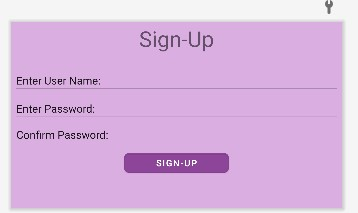 Sign-Up
Enter User Name:
Enter Password:
Confirm Password:
SIGN-UP